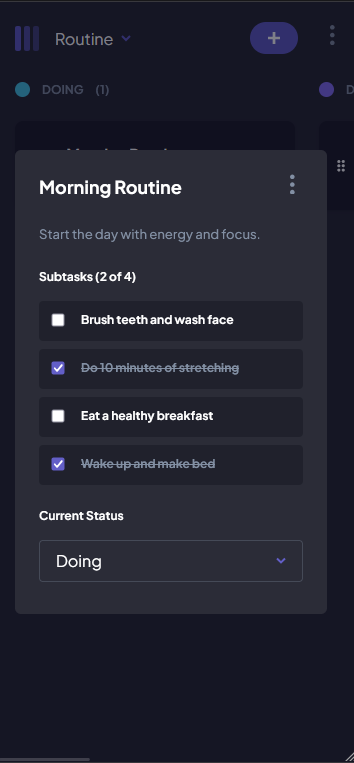 Routine
DOING (1)
D
Morning Routine
Start the day with energy and focus.
Subtasks (2 of 4)
Brush teeth and wash face
Do 10 minutes of stretching
Eat a healthy breakfast
Wake up and make bed
Current Status
Doing